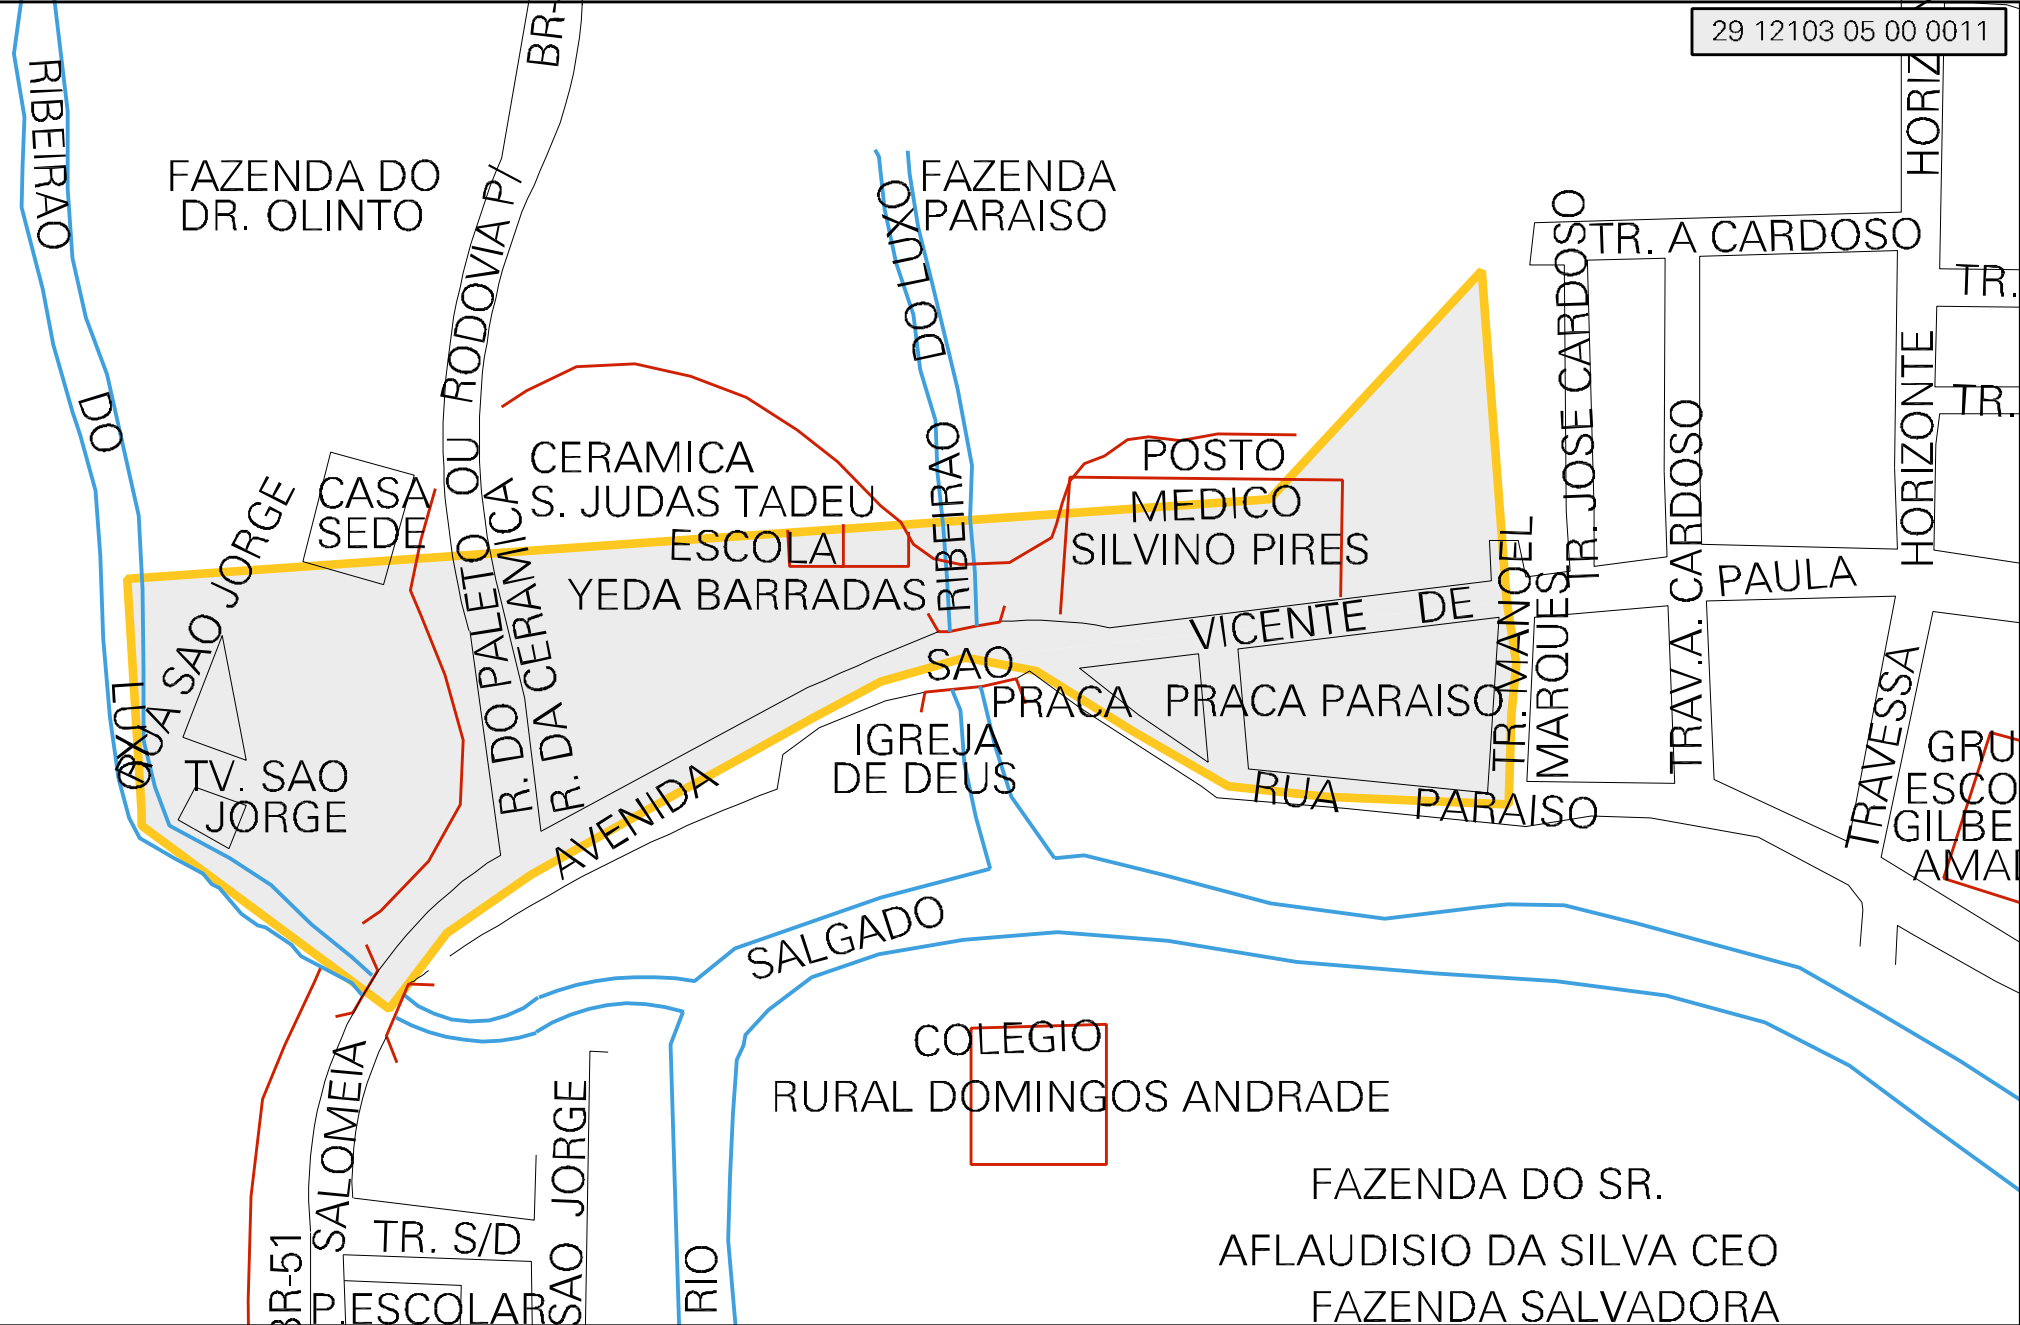 29 12103 05 00 0011
BR-
RIBEIRAO
DO
LUXO
FAZENDA DO
DR. OLINTO
R. DO PALETO OU RODOVIA P/
R. DA CERAMICA
FAZENDA
PARAISO
RIBEIRAO DO LUXO
HORIZ
HORIZONTE
TR. A CARDOSO
TR.
TR.
TR. JOSE CARDOSO
TRAV.A. CARDOSO
CASA
SEDE
CERAMICA
S. JUDAS TADEU
ESCOLA
YEDA BARRADAS
POSTO
MEDICO
SILVINO PIRES
RUA SAO JORGE
TV. SAO
JORGE
VICENTE DE PAULA
TR. MANOEL
MARQUES
PRACA PARAISO
PRACA
AVENIDA SAO
IGREJA
DE DEUS
RUA PARAISO
TRAVESSA
GRU
ESCO
GILBE
AMAD
SALGADO
RIO
COLEGIO
RURAL DOMINGOS ANDRADE
SALOMEIA
BR-51
TR. S/D
P.ESCOLAR
SAO JORGE
FAZENDA DO SR.
AFLAUDISIO DA SILVA CEO
FAZENDA SALVADORA